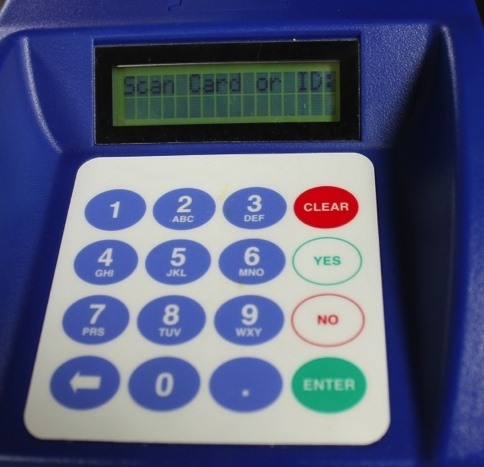 Scan Card or ID:
1 2 3 CLEAR
ABC DEF
4 5 6 YES
GHI JKL MNO
7 8 9 NO
PRS TUV WXY
0 . ENTER